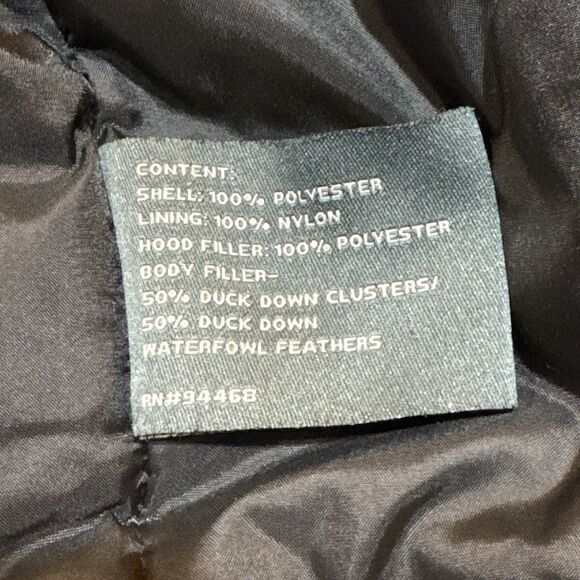 CONTENT:
SHELL: 100% POLYESTER
LINING: 100% NYLON
HOOD FILLER: 100% POLYESTER
BODY FILLER-
50% DUCK DOWN CLUSTERS/
50% DUCK DOWN
WATERFOWL FEATHERS
RN#94468